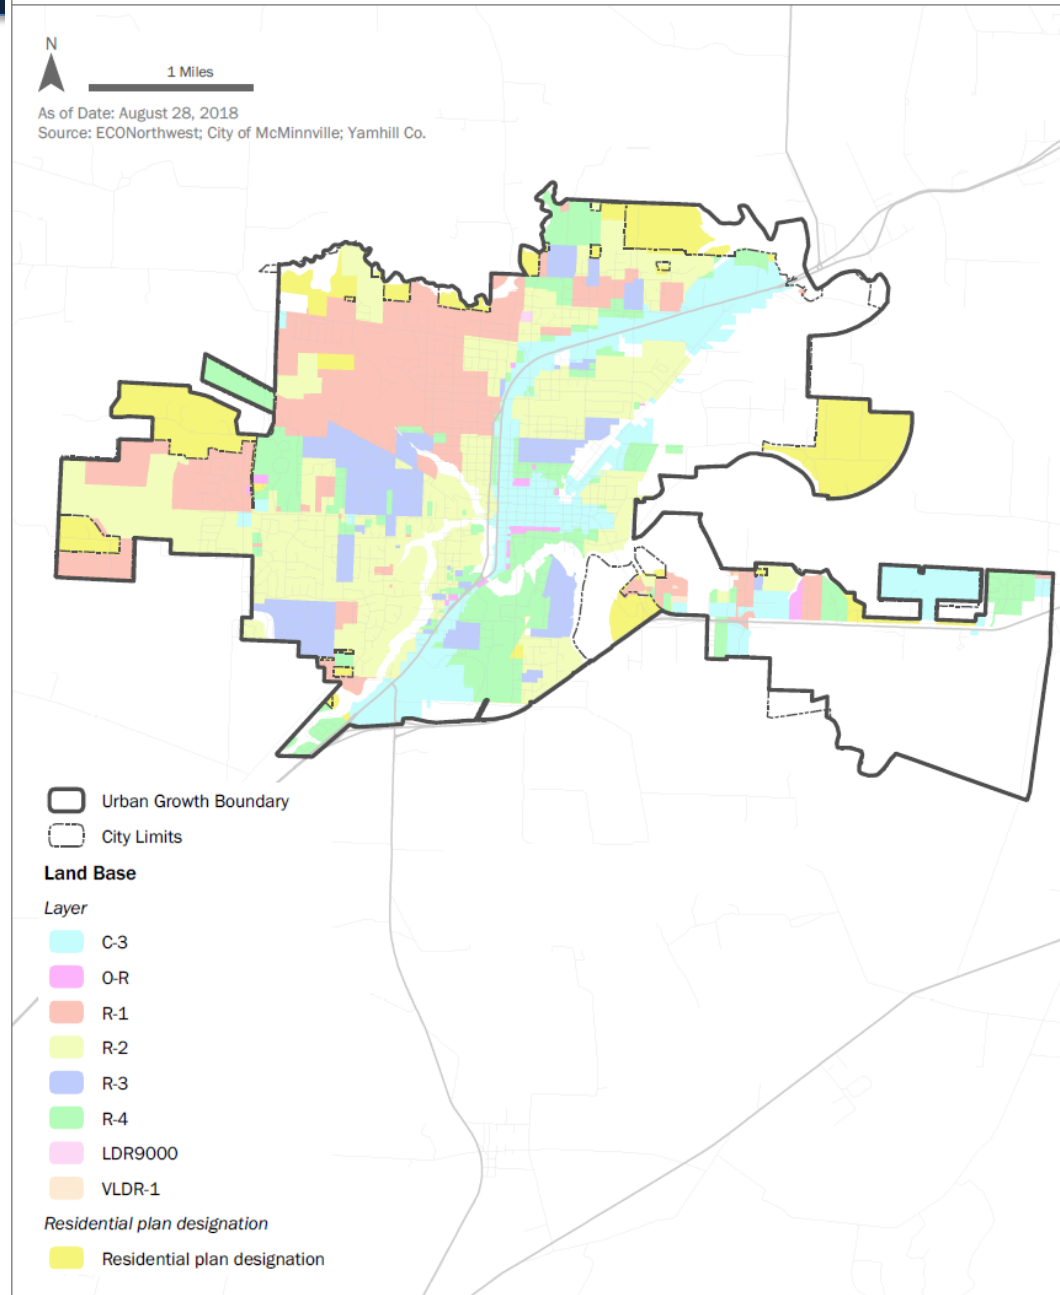 N
1 Miles
As of Date: August 28, 2018
Source: ECONorthwest; City of McMinnville; Yamhill Co.
Urban Growth Boundary
City Limits
Land Base
Layer
C-3
O-R
R-1
R-2
R-3
R-4
LDR9000
VLDR-1
Residential plan designation
Residential plan designation